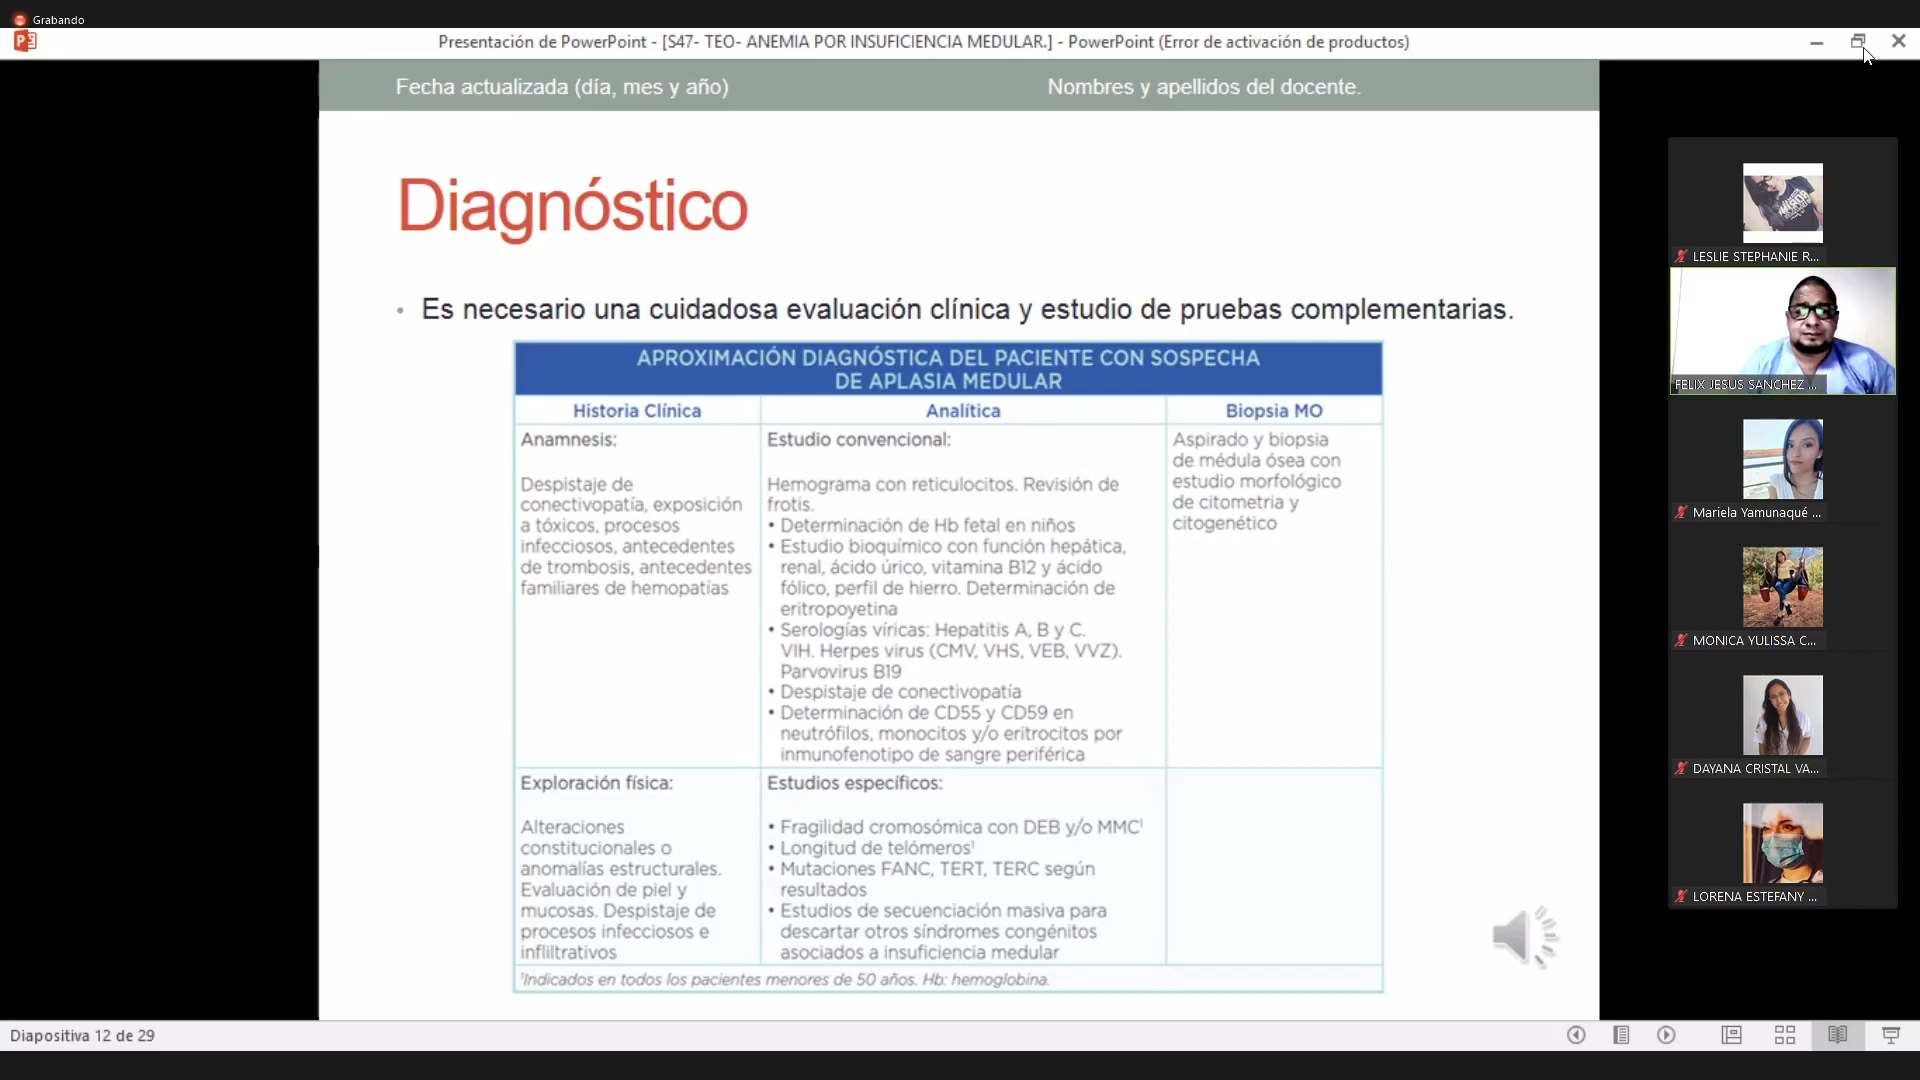 Grabando
Presentación de PowerPoint - [S47- TEO- ANEMIA POR INSUFICIENCIA MEDULAR.] - PowerPoint (Error de activación de productos)
Fecha actualizada (día, mes y año)
Nombres y apellidos del docente.
Diagnóstico
• Es necesario una cuidadosa evaluación clínica y estudio de pruebas complementarias.
APROXIMACIÓN DIAGNÓSTICA DEL PACIENTE CON SOSPECHA
DE APLASIA MEDULAR
Historia Clínica
Analítica
Biopsia MO
Anamnesis:
Despistaje de
conectivopatía, exposición
a tóxicos, procesos
infecciosos, antecedentes
de trombosis, antecedentes
familiares de hemopatías
Estudio convencional:
Hemograma con reticulocitos. Revisión de
frotis.
• Determinación de Hb fetal en niños
• Estudio bioquímico con función hepática,
renal, ácido úrico, vitamina B12 y ácido
fólico, perfil de hierro. Determinación de
eritropoyetina
• Serologías víricas: Hepatitis A, B y C.
VIH. Herpes virus (CMV, VHS, VEB, VVZ).
Parvovirus B19
• Despistaje de conectivopatía
• Determinación de CD55 y CD59 en
neutrófilos, monocitos y/o eritrocitos por
inmunofenotipo de sangre periférica
Aspirado y biopsia
de médula ósea con
estudio morfológico
de citometria y
citogenético
Exploración física:
Alteraciones
constitucionales o
anomalías estructurales.
Evaluación de piel y
mucosas. Despistaje de
procesos infecciosos e
infliltrativos
Estudios específicos:
• Fragilidad cromosómica con DEB y/o MMC¹
• Longitud de telómeros¹
• Mutaciones FANC, TERT, TERC según
resultados
• Estudios de secuenciación masiva para
descartar otros síndromes congénitos
asociados a insuficiencia medular
¹Indicados en todos los pacientes menores de 50 años. Hb: hemoglobina.
LESLIE STEPHANIE R...
FELIX JESUS SANCHEZ ...
Mariela Yamunaqué ...
MONICA YULISSA C...
DAYANA CRISTAL VA...
LORENA ESTEFANY ...
Diapositiva 12 de 29